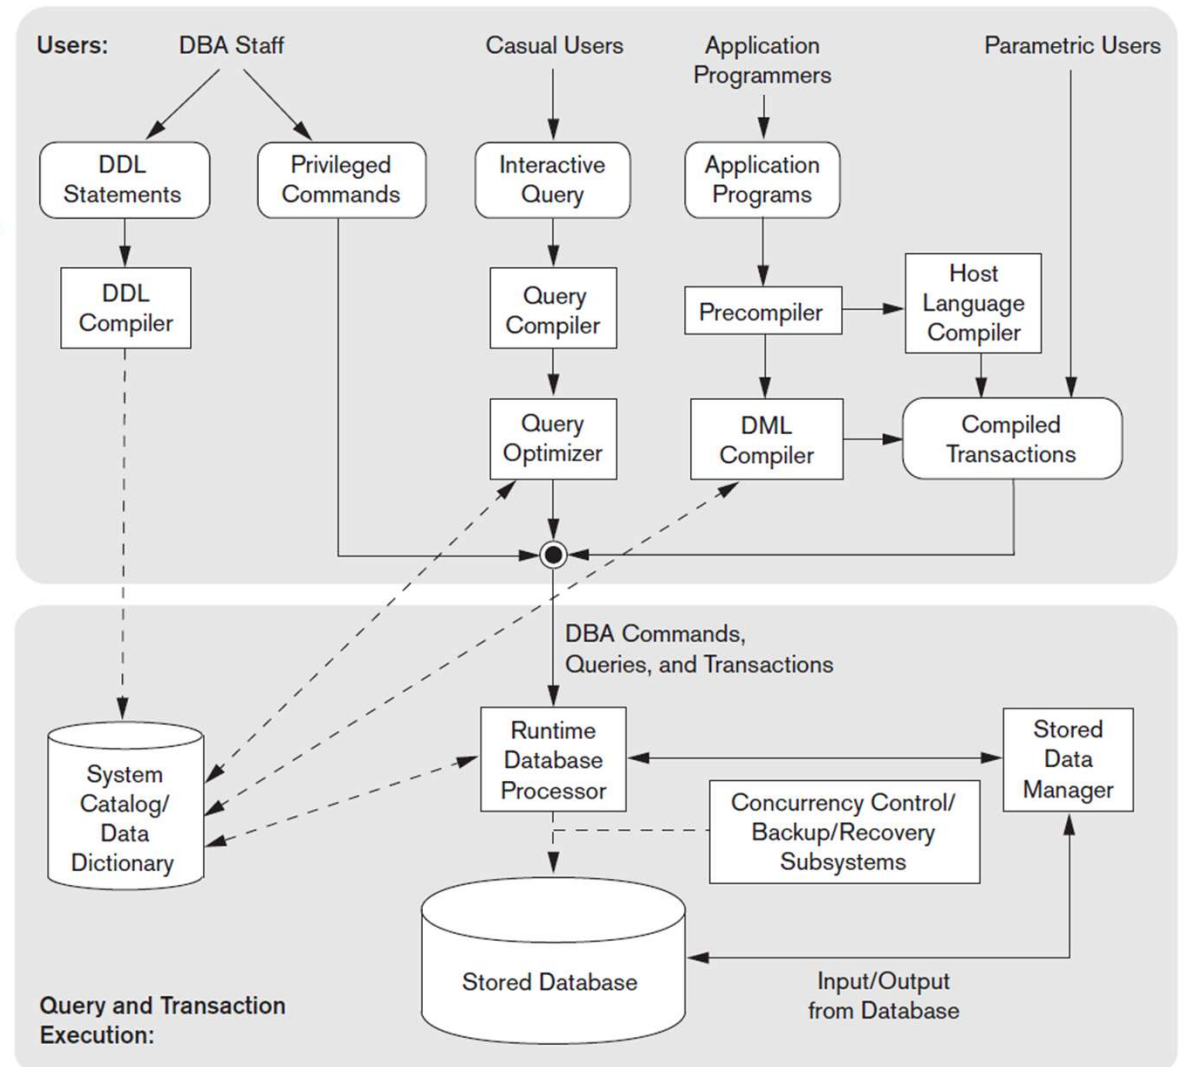 Users:
DBA Staff
Casual Users
Application
Programmers
Parametric Users
DDL
Statements
Privileged
Commands
Interactive
Query
Application
Programs
DDL
Compiler
Query
Compiler
Precompiler
Host
Language
Compiler
Query
Optimizer
DML
Compiler
Compiled
Transactions
DBA Commands,
Queries, and Transactions
System
Catalog/
Data
Dictionary
Runtime
Database
Processor
Stored
Data
Manager
Concurrency Control/
Backup/Recovery
Subsystems
Stored Database
Input/Output
from Database
Query and Transaction
Execution: